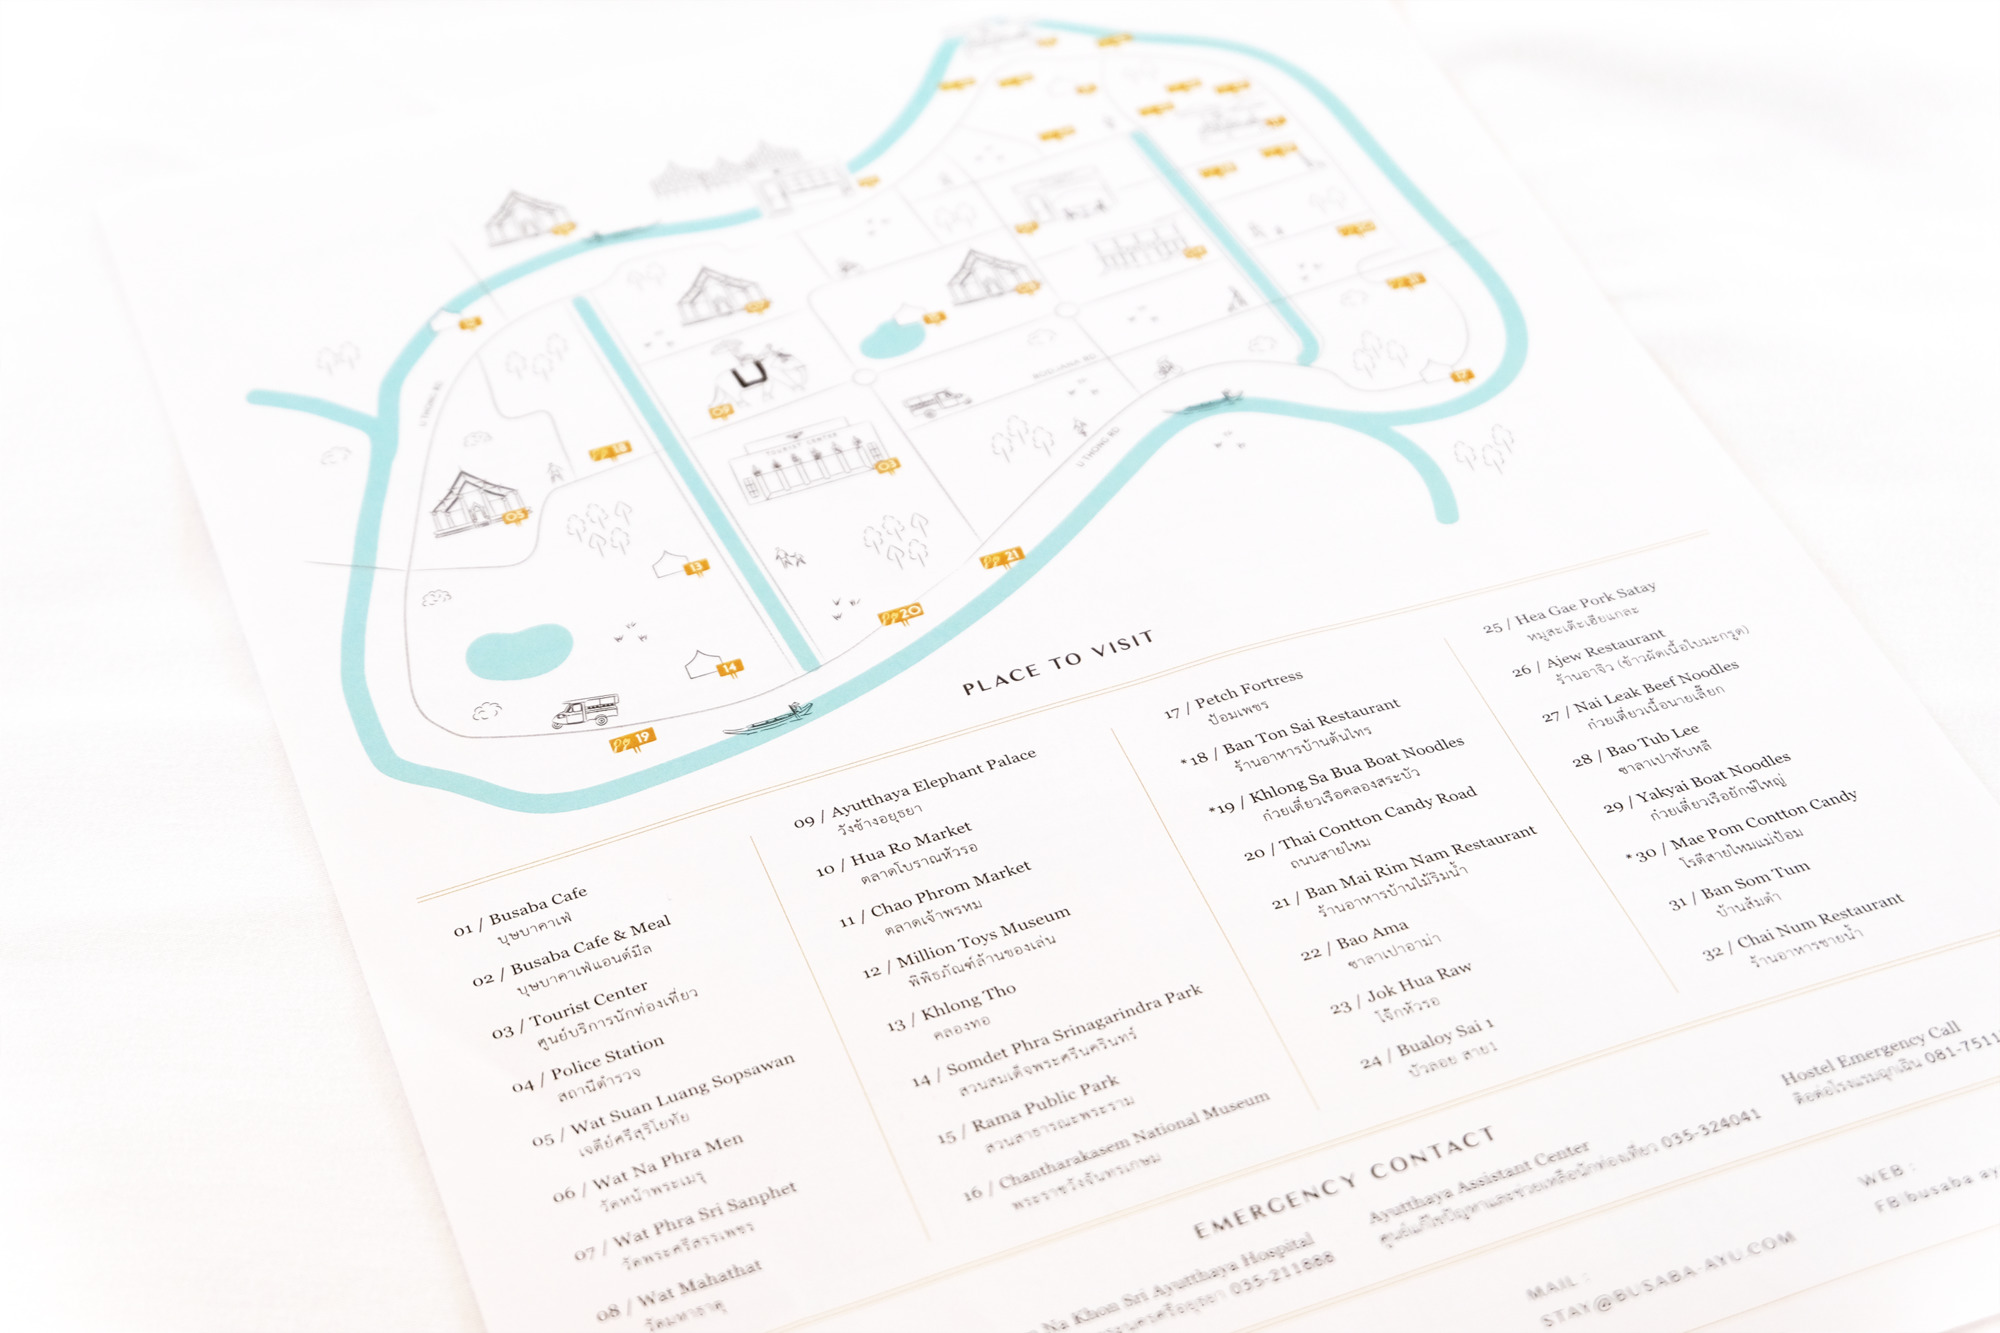 TOURIST CENTER
U THONG RD
U THONG RD
03
05
09
13
14
18
19
20
21
PLACE TO VISIT
01 / Busaba Cafe
บุษบาคาเฟ่
02 / Busaba Cafe & Meal
บุษบาคาเฟ่แอนด์มีล
03 / Tourist Center
ศูนย์บริการนักท่องเที่ยว
04 / Police Station
สถานีตำรวจ
05 / Wat Suan Luang Sopsawan
เจดีย์ศรีสุริโยทัย
06 / Wat Na Phra Men
วัดหน้าพระเมรุ
07 / Wat Phra Sri Sanphet
วัดพระศรีสรรเพชร
08 / Wat Mahathat
วัดมหาธาตุ
09 / Ayutthaya Elephant Palace
วังช้างอยุธยา
10 / Hua Ro Market
ตลาดโบราณหัวรอ
11 / Chao Phrom Market
ตลาดเจ้าพรหม
12 / Million Toys Museum
พิพิธภัณฑ์ล้านของเล่น
13 / Khlong Tho
คลองทอ
14 / Somdet Phra Srinagarindra Park
สวนสมเด็จพระศรีนครินทร์
15 / Rama Public Park
สวนสาธารณะพระราม
16 / Chantharakasem National Museum
พระราชวังจันทรเกษม
17 / Petch Fortress
ป้อมเพชร
*18 / Ban Ton Sai Restaurant
ร้านอาหารบ้านต้นไทร
*19 / Khlong Sa Bua Boat Noodles
ก๋วยเตี๋ยวเรือคลองสระบัว
20 / Thai Contton Candy Road
ถนนสายไหม
21 / Ban Mai Rim Nam Restaurant
ร้านอาหารบ้านไม้ริมน้ำ
22 / Bao Ama
ซาลาเปาอาม่า
23 / Jok Hua Raw
โจ๊กหัวรอ
24 / Bualoy Sai 1
บัวลอย สาย1
25 / Hea Gae Pork Satay
หมูสะเต๊ะเฮียแกละ
26 / Ajew Restaurant
ร้านอาจิว (ข้าวผัดเนื้อใบมะกรูด)
27 / Nai Leak Beef Noodles
ก๋วยเตี๋ยวเนื้อนายเลี๊ยก
28 / Bao Tub Lee
ซาลาเปาทับหลี
29 / Yakyai Boat Noodles
ก๋วยเตี๋ยวเรือยักษ์ใหญ่
*30 / Mae Pom Contton Candy
โรตีสายไหมแม่ป้อม
31 / Ban Som Tum
บ้านส้มตำ
32 / Chai Num Restaurant
ร้านอาหารชายน้ำ
EMERGENCY CONTACT
Na Khon Sri Ayutthaya Hospital
035-211888
Ayutthaya Assistant Center
ศูนย์แก้ไขปัญหาและช่วยเหลือนักท่องเที่ยว 035-324041
Hostel Emergency Call
ติดต่อโรงแรมฉุกเฉิน 081-7511
MAIL :
STAY@BUSABA-AYU.COM
WEB :
FB|busaba ay